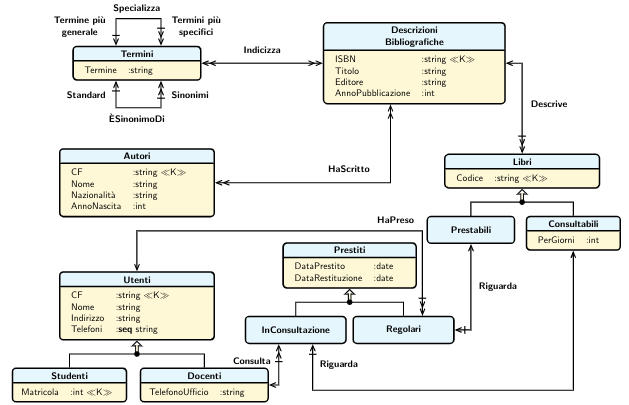 Specializza
Termine più
generale
Termini più
specifici
Termini
Termine :string
Standard
Sinonimi
ÈSinonimoDi
Indicizza
Descrizioni
Bibliografiche
ISBN :string ≪K≫
Titolo :string
Editore :string
AnnoPubblicazione :int
Descrive
Autori
CF :string ≪K≫
Nome :string
Nazionalità :string
AnnoNascita :int
HaScritto
Libri
Codice :string ≪K≫
HaPreso
Prestabili
Consultabili
PerGiorni :int
Prestiti
DataPrestito :date
DataRestituzione :date
Utenti
CF :string ≪K≫
Nome :string
Indirizzo :string
Telefoni :seq string
Riguarda
InConsultazione
Regolari
Consulta
Riguarda
Studenti
Matricola :int ≪K≫
Docenti
TelefonoUfficio :string